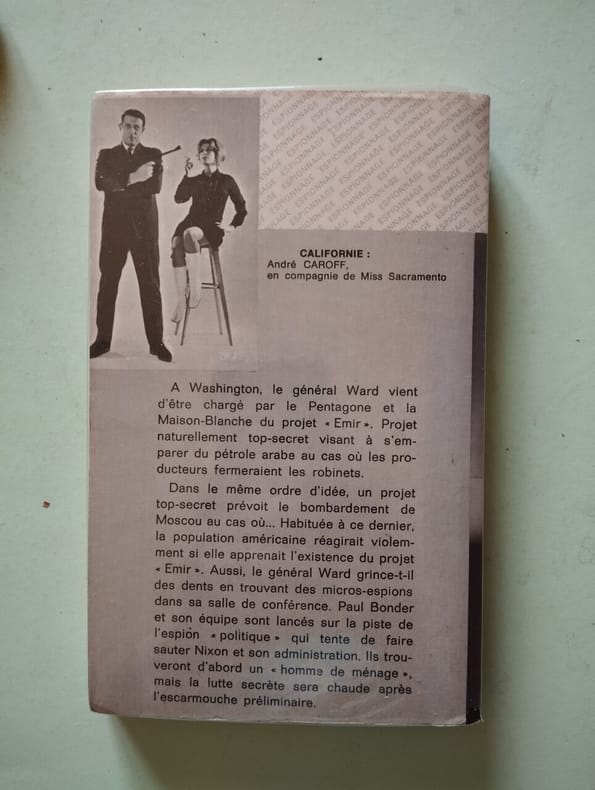 ESPIONNAGE ESPIONNAGE ESPIONNAGE
CALIFORNIE :
André CAROFF,
en compagnie de Miss Sacramento
A Washington, le général Ward vient
d'être chargé par le Pentagone et la
Maison-Blanche du projet « Emir ». Projet
naturellement top-secret visant à s'em-
parer du pétrole arabe au cas où les pro-
ducteurs fermeraient les robinets.
Dans le même ordre d'idée, un projet
top-secret prévoit le bombardement de
Moscou au cas où... Habituée à ce dernier,
la population américaine réagirait violem-
ment si elle apprenait l'existence du projet
« Emir ». Aussi, le général Ward grince-t-il
des dents en trouvant des micros-espions
dans sa salle de conférence. Paul Bonder
et son équipe sont lancés sur la piste de
l'espion « politique » qui tente de faire
sauter Nixon et son administration. Ils trou-
veront d'abord un « homme de ménage »,
mais la lutte secrète sera chaude après
l'escarmouche préliminaire.